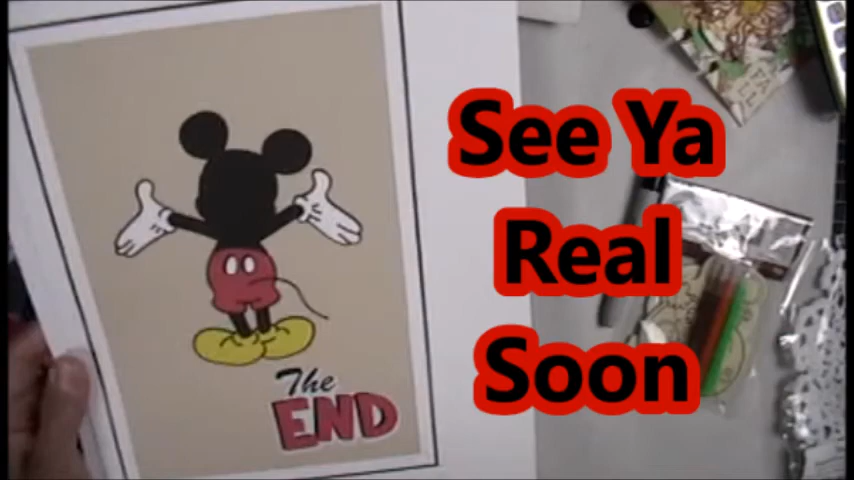 The
END
See Ya
Real
Soon